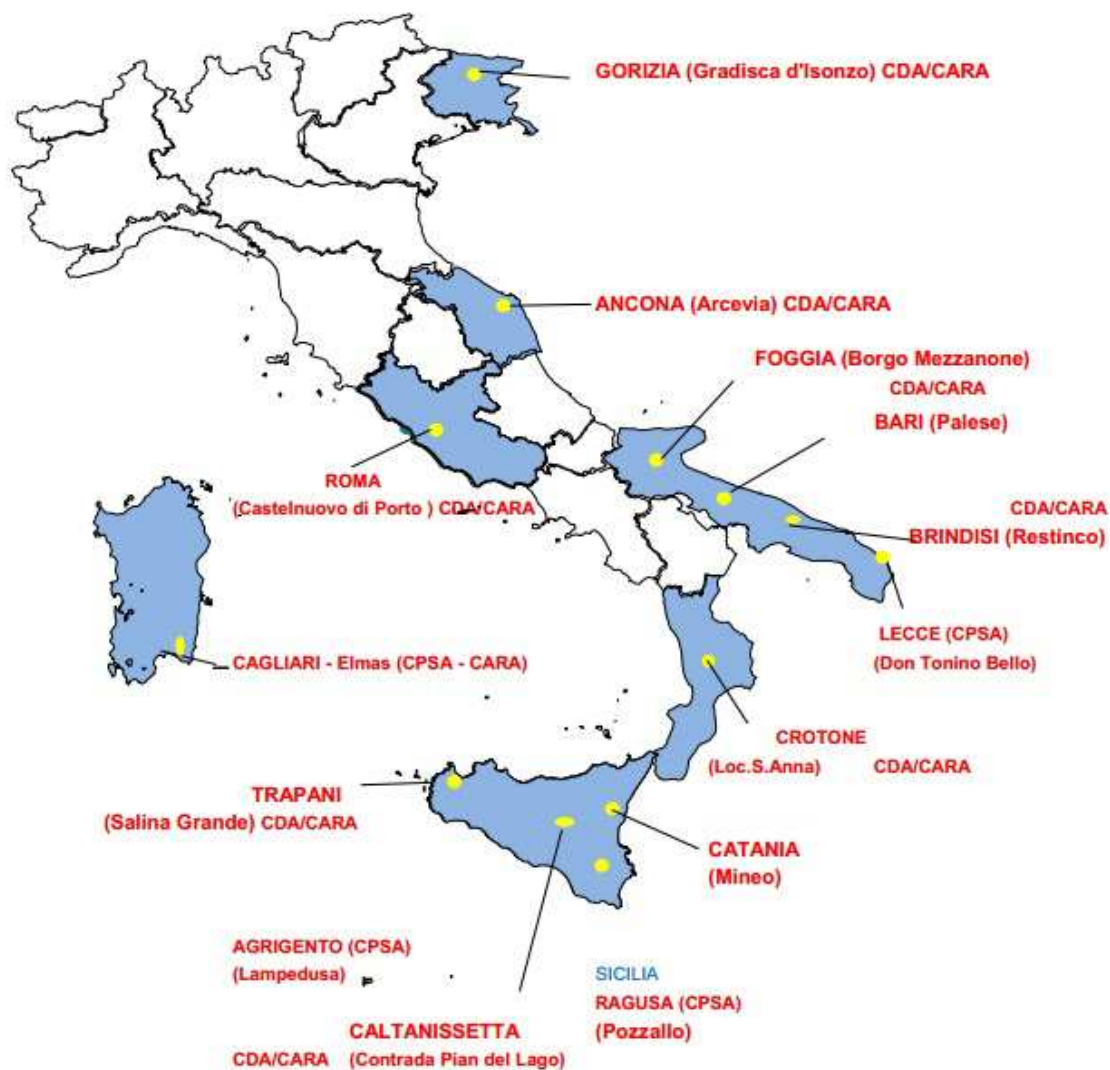 GORIZIA (Gradisca d'Isonzo) CDA/CARA
ANCONA (Arcevia) CDA/CARA
FOGGIA (Borgo Mezzanone)
CDA/CARA
BARI (Palese)
ROMA
(Castelnuovo di Porto ) CDA/CARA
CDA/CARA
BRINDISI (Restinco)
LECCE (CPSA)
(Don Tonino Bello)
CAGLIARI - Elmas (CPSA - CARA)
CROTONE
(Loc.S.Anna) CDA/CARA
TRAPANI
(Salina Grande) CDA/CARA
CATANIA
(Mineo)
AGRIGENTO (CPSA)
(Lampedusa)
SICILIA
RAGUSA (CPSA)
(Pozzallo)
CALTANISSETTA
CDA/CARA (Contrada Pian del Lago)